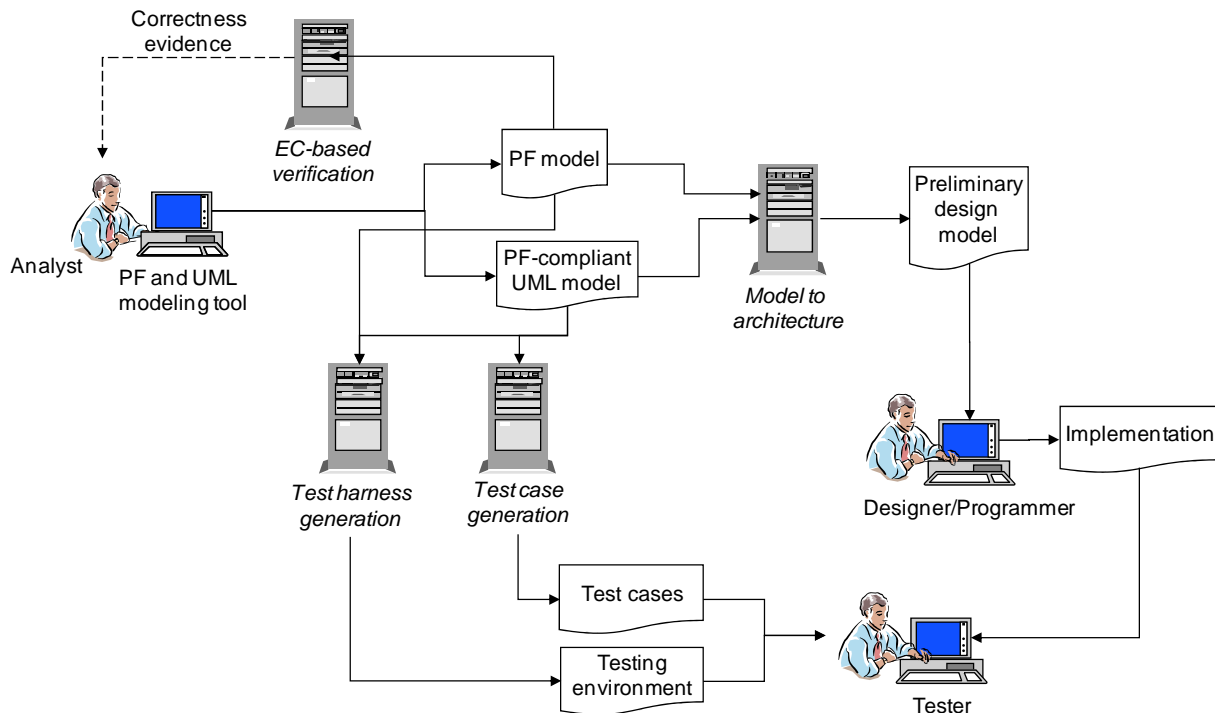 Correctness
evidence
EC-based
verification
PF model
Preliminary
design
model
Analyst
PF and UML
modeling tool
PF-compliant
UML model
Model to
architecture
Implementation
Designer/Programmer
Test harness
generation
Test case
generation
Test cases
Testing
environment
Tester